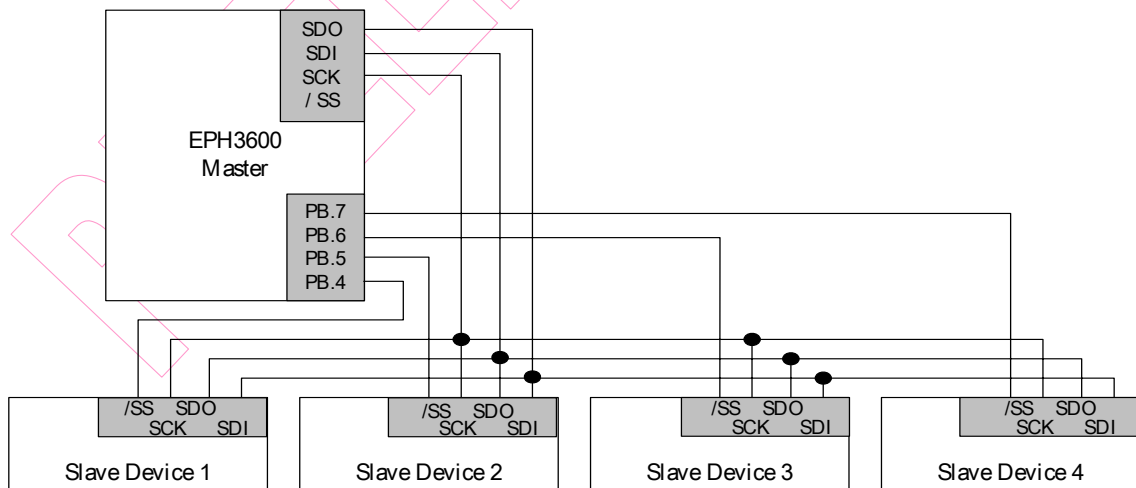 SDO
SDI
SCK
/ SS
EPH3600
Master
PB.7
PB.6
PB.5
PB.4
/SS SDO
SCK SDI
Slave Device 1
/SS SDO
SCK SDI
Slave Device 2
/SS SDO
SCK SDI
Slave Device 3
/SS SDO
SCK SDI
Slave Device 4